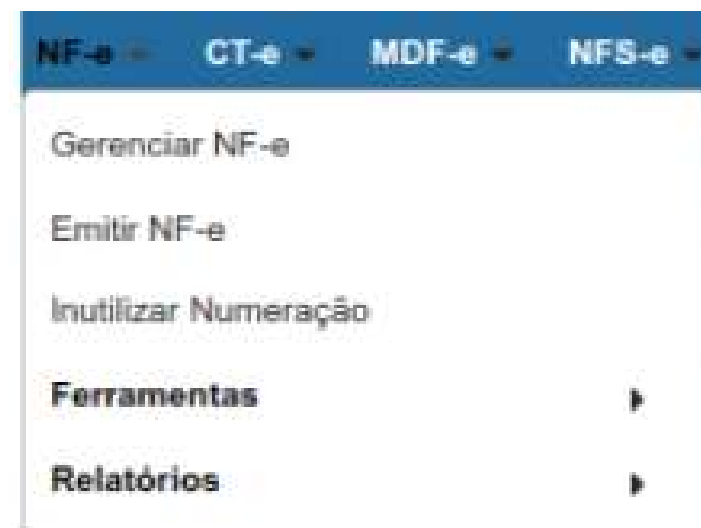 NF-e CT-e MDF-e NFS-e
Gerenciar NF-e
Emitir NF-e
Inutilizar Numeração
Ferramentas
Relatórios